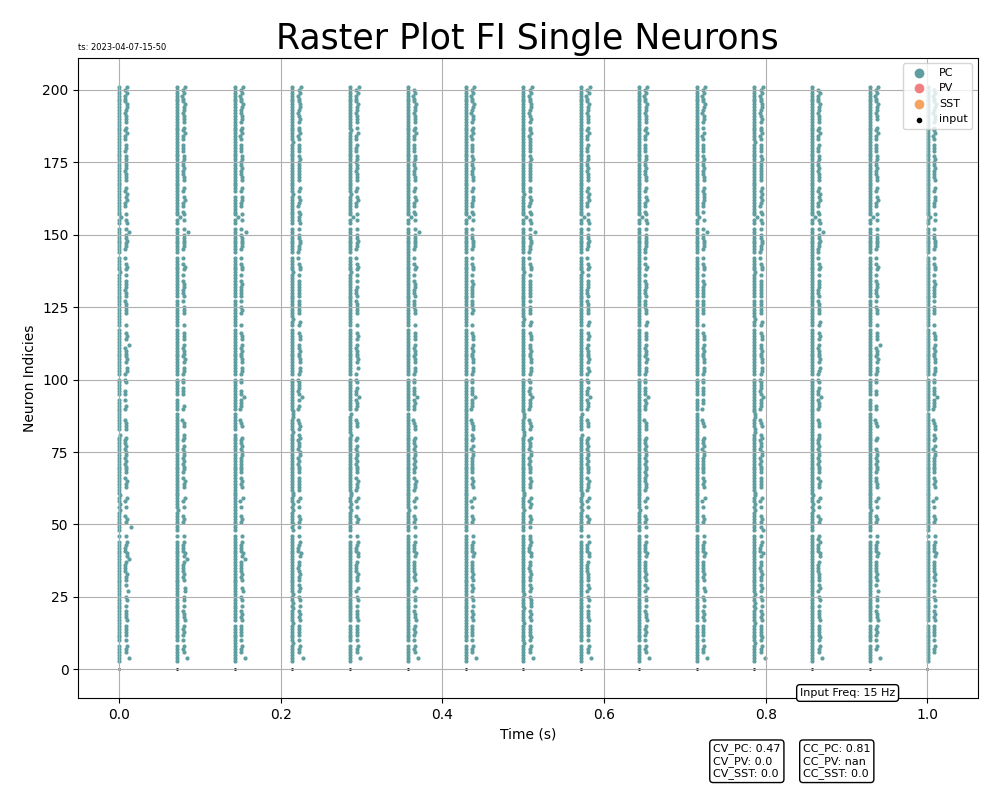 Raster Plot FI Single Neurons
ts: 2023-04-07-15-50
PC
PV
SST
input
200
175
150
125
100
75
50
25
0
Neuron Indicies
0.0 0.2 0.4 0.6 0.8 1.0
Time (s)
Input Freq: 15 Hz
CV_PC: 0.47
CV_PV: 0.0
CV_SST: 0.0
CC_PC: 0.81
CC_PV: nan
CC_SST: 0.0